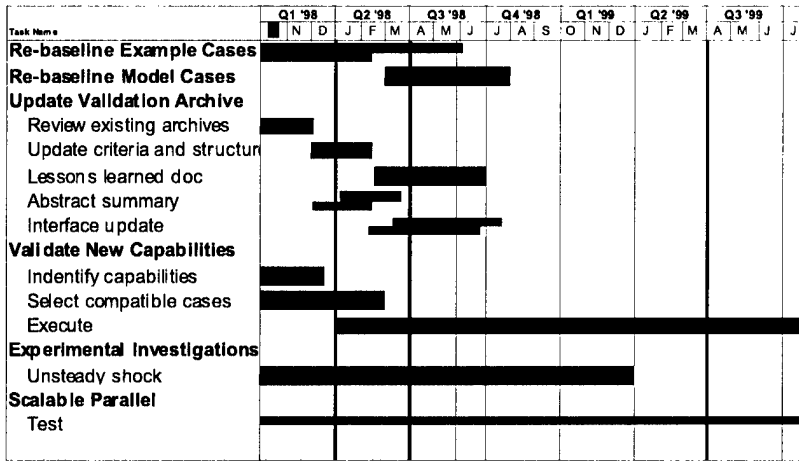 Q1 '98 Q2 '98 Q3 '98 Q4 '98 Q1 '99 Q2 '99 Q3 '99
Task Name N D J F M A M J J A S O N D J F M A M J J
Re-baseline Example Cases
Re-baseline Model Cases
Update Validation Archive
Review existing archives
Update criteria and structur
Lessons learned doc
Abstract summary
Interface update
Validate New Capabilities
Indentify capabilities
Select compatible cases
Execute
Experimental Investigations
Unsteady shock
Scalable Parallel
Test